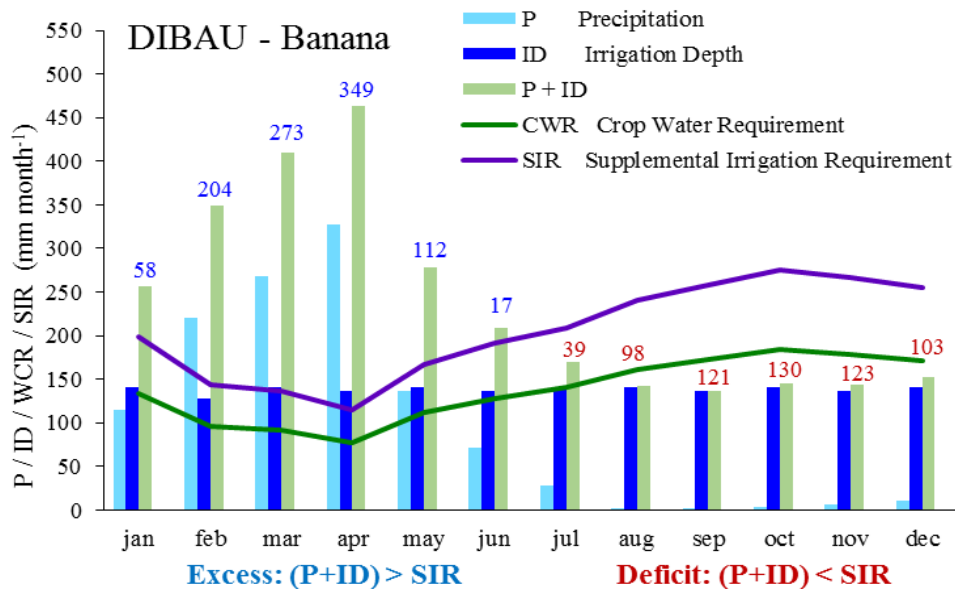 DIBAU - Banana
P Precipitation
ID Irrigation Depth
P + ID
CWR Crop Water Requirement
SIR Supplemental Irrigation Requirement
P / ID / WCR / SIR (mm month-1)
550
500
450
400
350
300
250
200
150
100
50
0
58
204
273
349
112
17
39
98
121
130
123
103
jan feb mar apr may jun jul aug sep oct nov dec
Excess: (P+ID) > SIR Deficit: (P+ID) < SIR